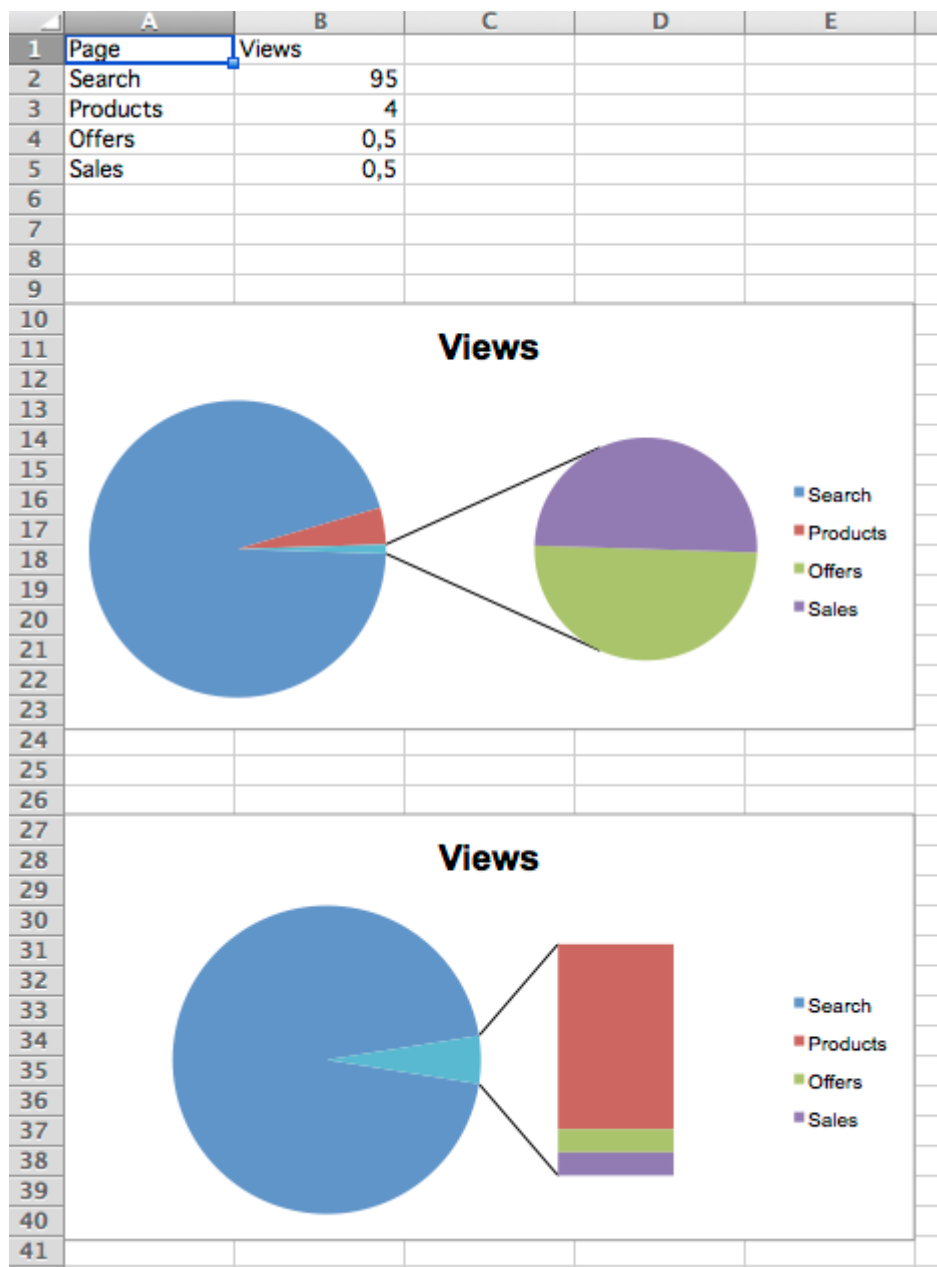 A B C D E
1 Page Views
2 Search 95
3 Products 4
4 Offers 0,5
5 Sales 0,5
6
7
8
9
10
11
12
13
14
15
16
17
18
19
20
21
22
23
24
25
26
27
28
29
30
31
32
33
34
35
36
37
38
39
40
41
Views
Search
Products
Offers
Sales
Views
Search
Products
Offers
Sales